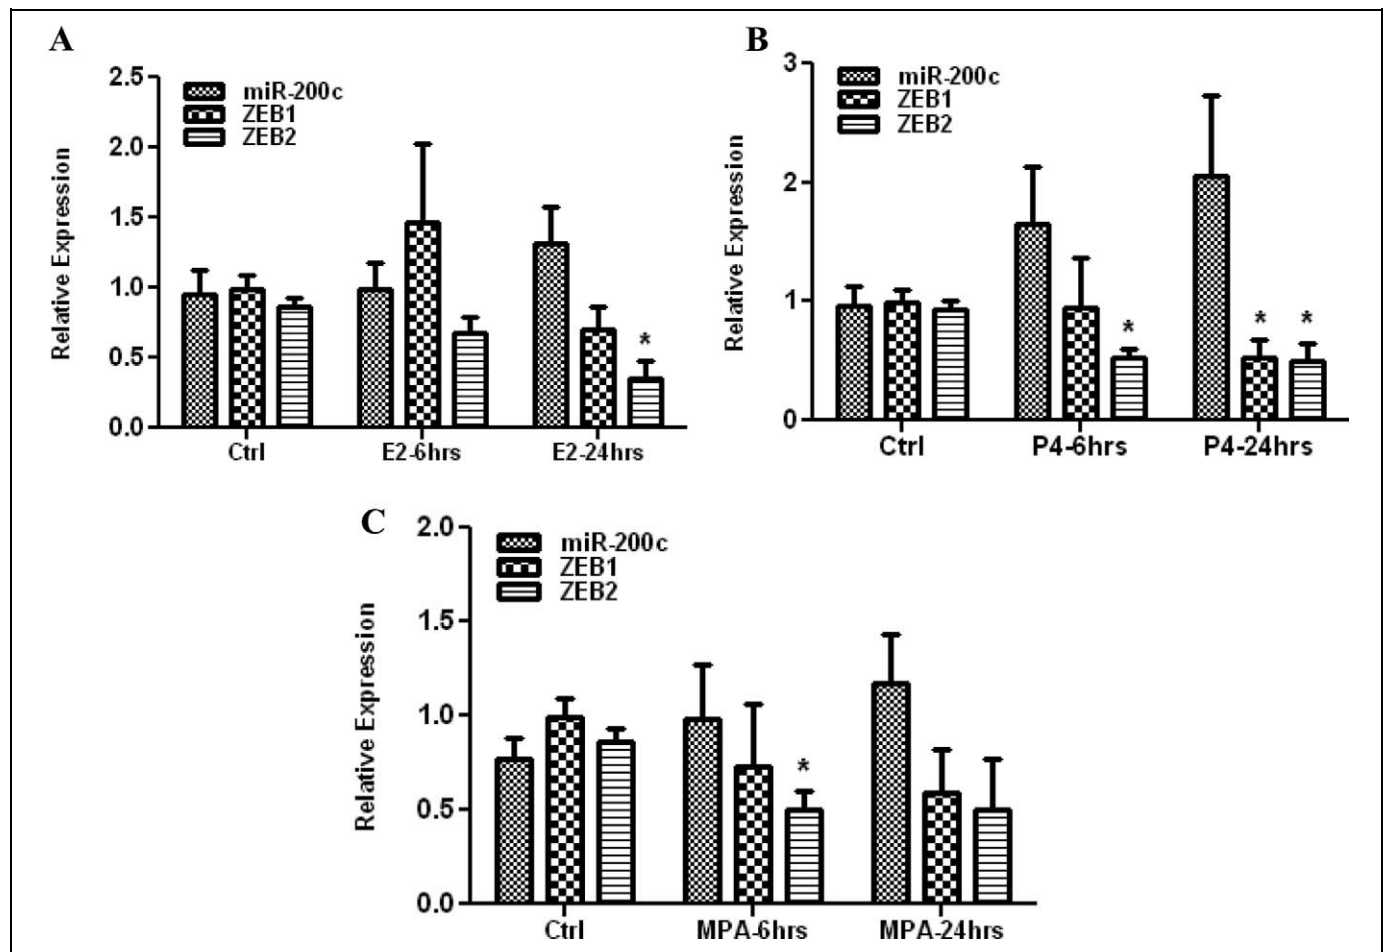 A
2.5
2.0
1.5
1.0
0.5
0.0
Relative Expression
miR-200c
ZEB1
ZEB2
*
Ctrl
E2-6hrs
E2-24hrs
B
3
2
1
0
Relative Expression
miR-200c
ZEB1
ZEB2
*
*
*
Ctrl
P4-6hrs
P4-24hrs
C
2.0
1.5
1.0
0.5
0.0
Relative Expression
miR-200c
ZEB1
ZEB2
*
Ctrl
MPA-6hrs
MPA-24hrs